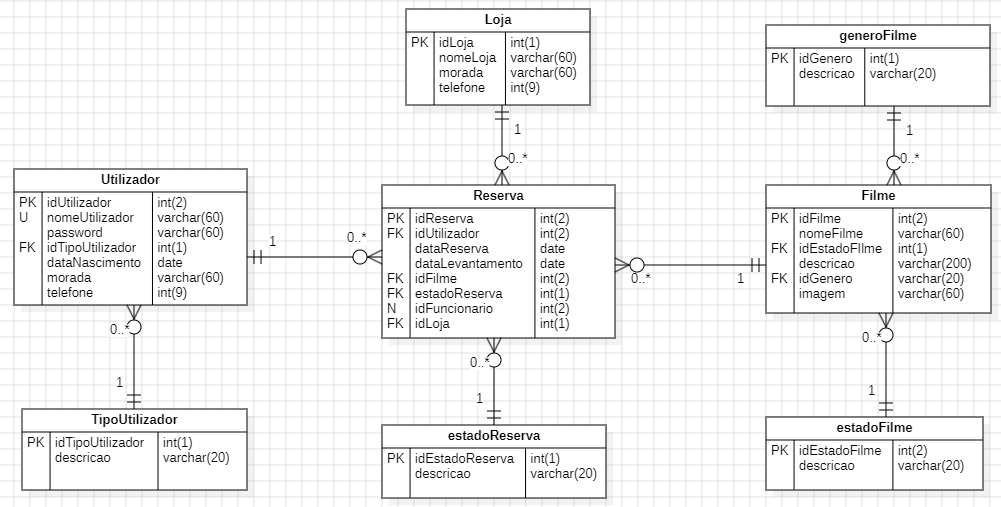 Loja
PK idLoja int(1)
nomeLoja varchar(60)
morada varchar(60)
telefone int(9)
1
0..*
generoFilme
PK idGenero int(1)
descricao varchar(20)
1
0..*
Utilizador
PK idUtilizador int(2)
U nomeUtilizador varchar(60)
password varchar(60)
FK idTipoUtilizador int(1)
dataNascimento date
morada varchar(60)
telefone int(9)
1
0..*
Reserva
PK idReserva int(2)
FK idUtilizador int(2)
dataReserva date
dataLevantamento date
FK idFilme int(2)
FK estadoReserva int(1)
N idFuncionario int(2)
FK idLoja int(1)
0..*
1
Filme
PK idFilme int(2)
nomeFilme varchar(60)
FK idEstadoFIlme int(1)
descricao varchar(200)
FK idGenero varchar(20)
imagem varchar(60)
0..*
1
TipoUtilizador
PK idTipoUtilizador int(1)
descricao varchar(20)
0..*
1
estadoReserva
PK idEstadoReserva int(1)
descricao varchar(20)
0..*
1
estadoFilme
PK idEstadoFilme int(2)
descricao varchar(20)